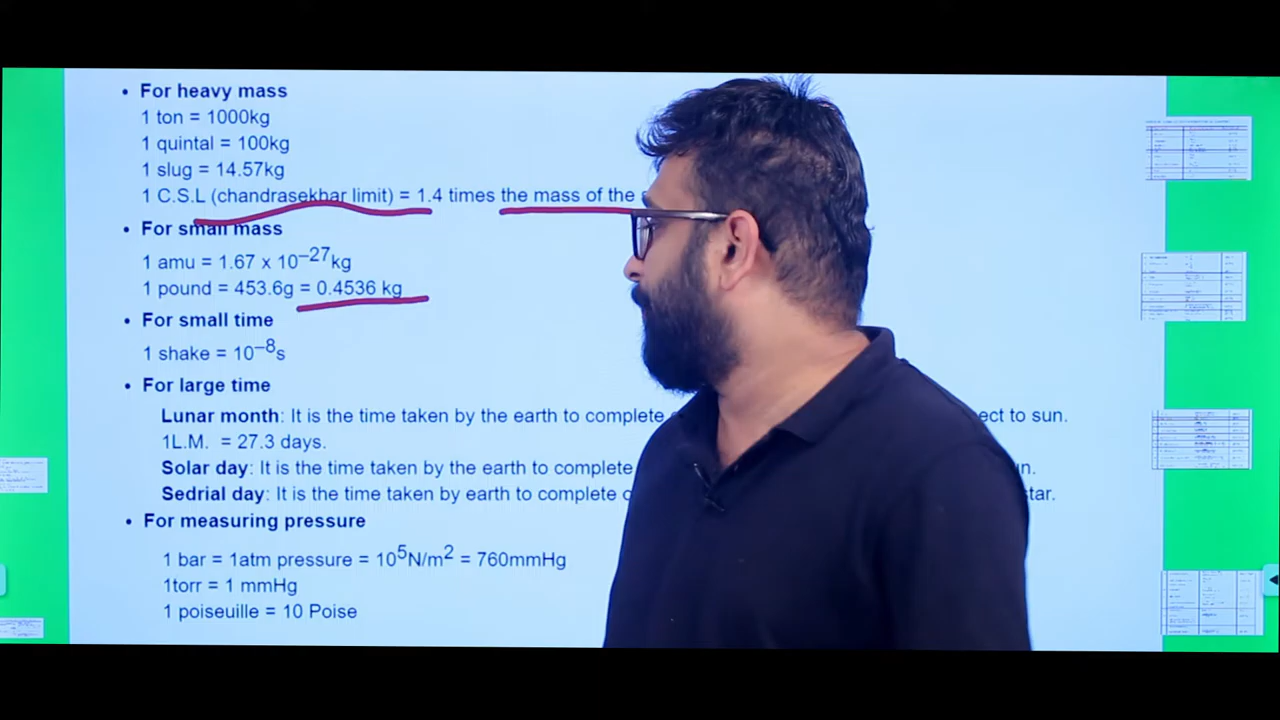 • For heavy mass
1 ton = 1000kg
1 quintal = 100kg
1 slug = 14.57kg
1 C.S.L (chandrasekhar limit) = 1.4 times the mass of the
• For small mass
1 amu = 1.67 x 10⁻²⁷kg
1 pound = 453.6g = 0.4536 kg
• For small time
1 shake = 10⁻⁸s
• For large time
Lunar month: It is the time taken by the earth to complete ect to sun.
1L.M. = 27.3 days.
Solar day: It is the time taken by the earth to complete un.
Sedrial day: It is the time taken by earth to complete star.
• For measuring pressure
1 bar = 1atm pressure = 10⁵N/m² = 760mmHg
1torr = 1 mmHg
1 poiseuille = 10 Poise